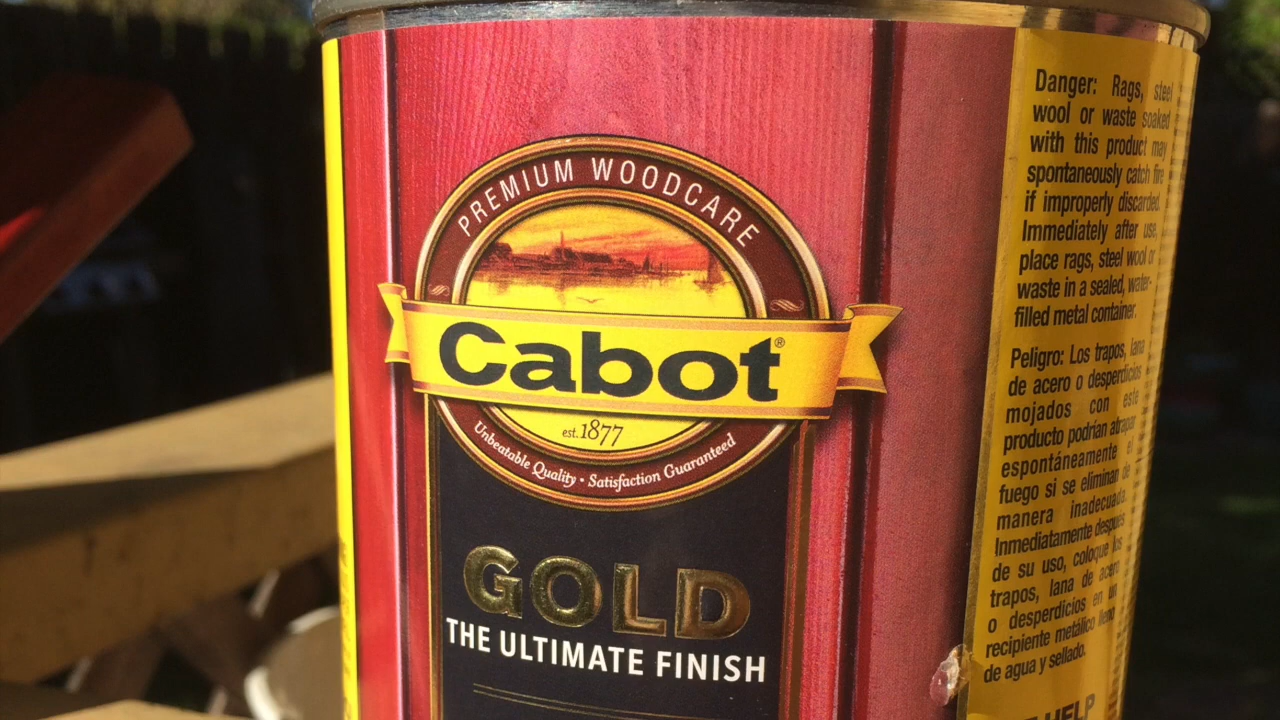 PREMIUM WOODCARE
Cabot®
est. 1877
Unbeatable Quality • Satisfaction Guaranteed
GOLD
THE ULTIMATE FINISH
Danger: Rags, steel
wool or waste soaked
with this product may
spontaneously catch fire
if improperly discarded.
Immediately after use,
place rags, steel wool or
waste in a sealed, water-
filled metal container.
Peligro: Los trapos, lana
de acero o desperdicios
mojados con este
producto podrían atrapar
espontáneamente el
fuego si se eliminan de
manera inadecuada.
Inmediatamente después
de su uso, coloque los
trapos, lana de acero
o desperdicios en un
recipiente metálico lleno
de agua y sellado.
HELP